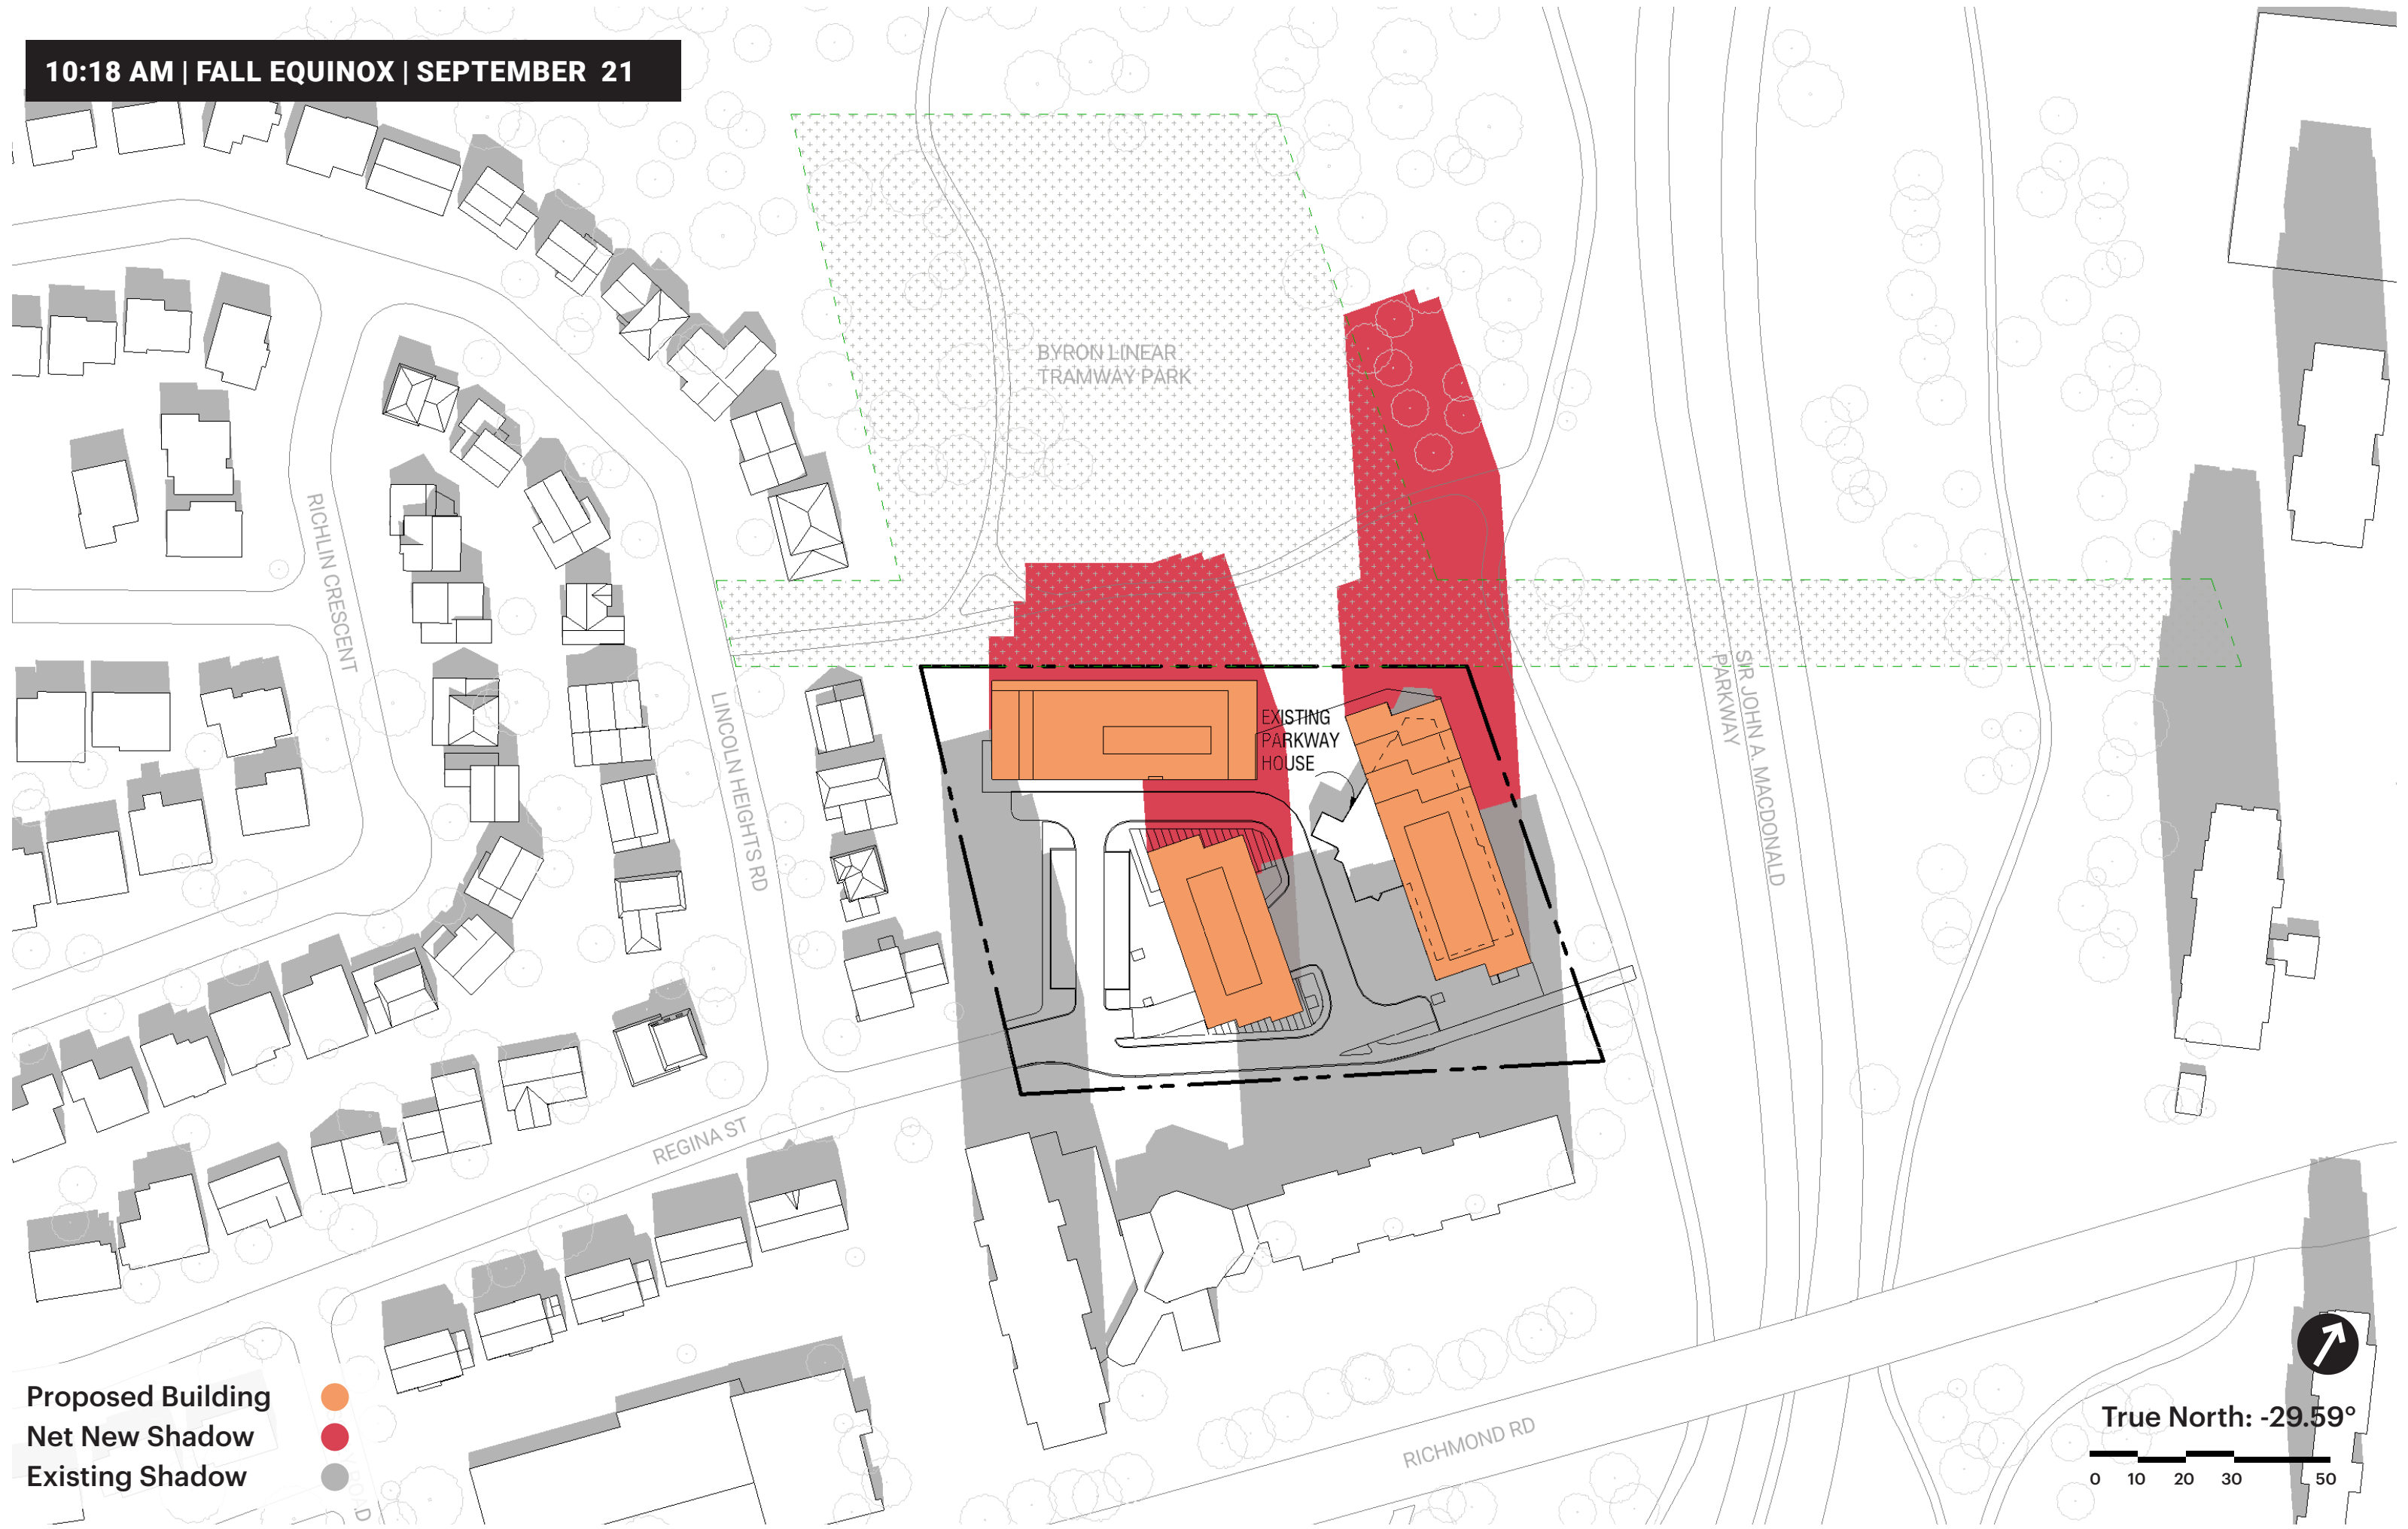 10:18 AM | FALL EQUINOX | SEPTEMBER 21
BYRON LINEAR
TRAMWAY PARK
RICHLIN CRESCENT
LINCOLN HEIGHTS RD
EXISTING
PARKWAY
HOUSE
SIR JOHN A. MACDONALD
PARKWAY
REGINA ST
RICHMOND RD
Proposed Building
Net New Shadow
Existing Shadow
True North: -29.59°
0 10 20 30 50